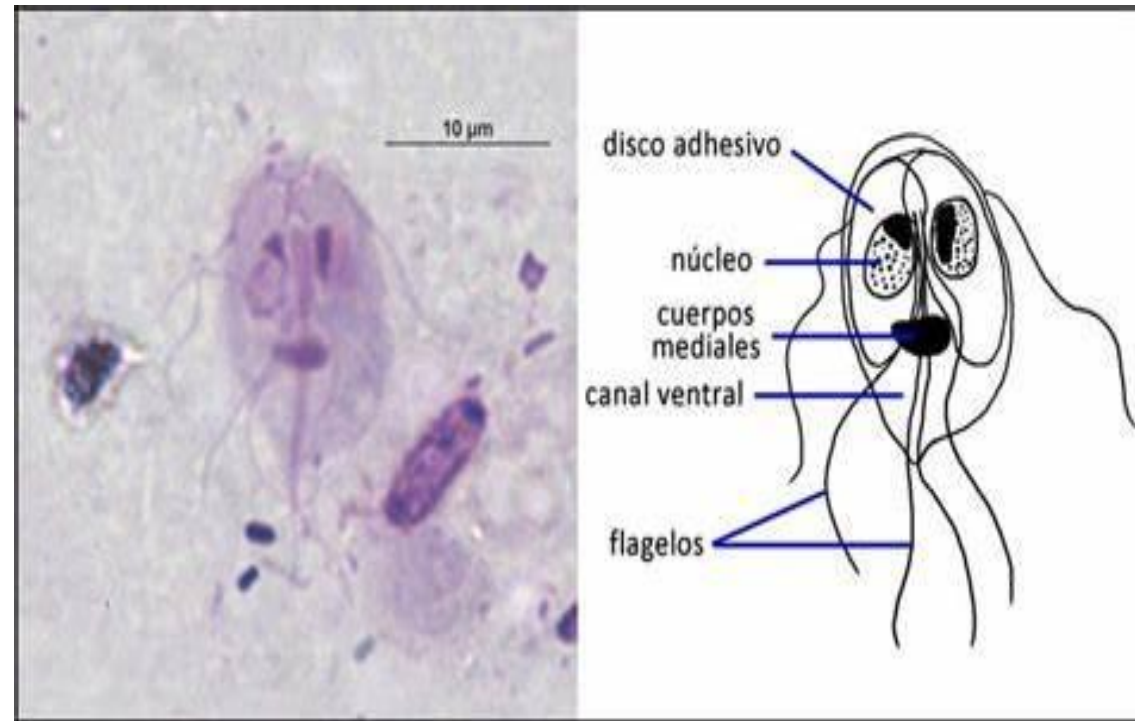 10 µm
disco adhesivo
núcleo
cuerpos
mediales
canal ventral
flagelos